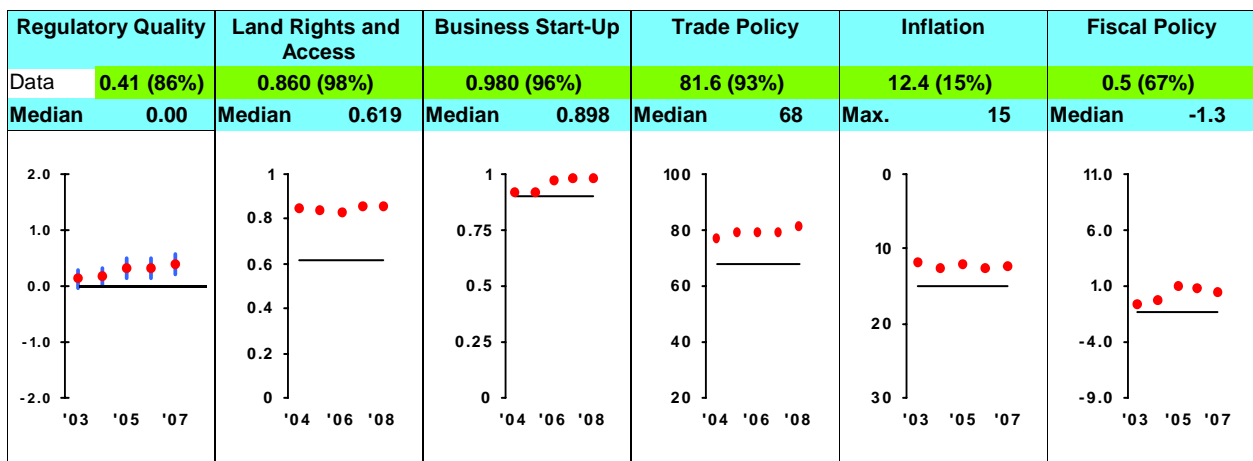 Regulatory Quality
Land Rights and
Access
Business Start-Up
Trade Policy
Inflation
Fiscal Policy
Data 0.41 (86%)
0.860 (98%)
0.980 (96%)
81.6 (93%)
12.4 (15%)
0.5 (67%)
Median 0.00
Median 0.619
Median 0.898
Median 68
Max. 15
Median -1.3
2.0
1.0
0.0
-1.0
-2.0
'03 '05 '07
1
0.8
0.6
0.4
0.2
0
'04 '06 '08
1
0.75
0.5
0.25
0
'04 '06 '08
100
80
60
40
20
'04 '06 '08
0
10
20
30
'03 '05 '07
11.0
6.0
1.0
-4.0
-9.0
'03 '05 '07